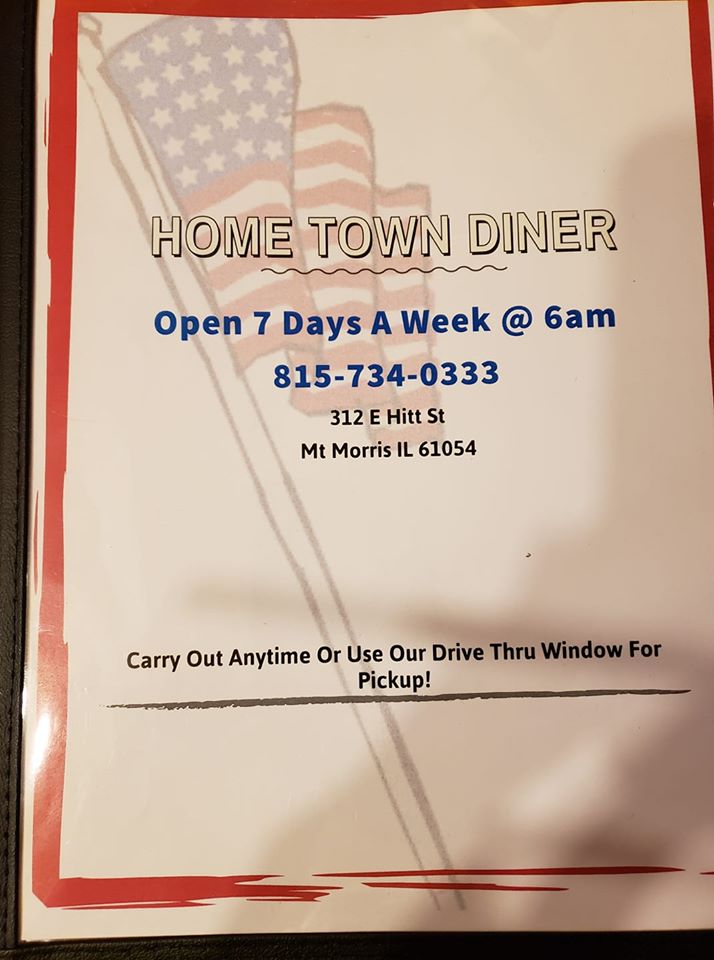 HOME TOWN DINER
Open 7 Days A Week @ 6am
815-734-0333
312 E Hitt St
Mt Morris IL 61054
Carry Out Anytime Or Use Our Drive Thru Window For
Pickup!